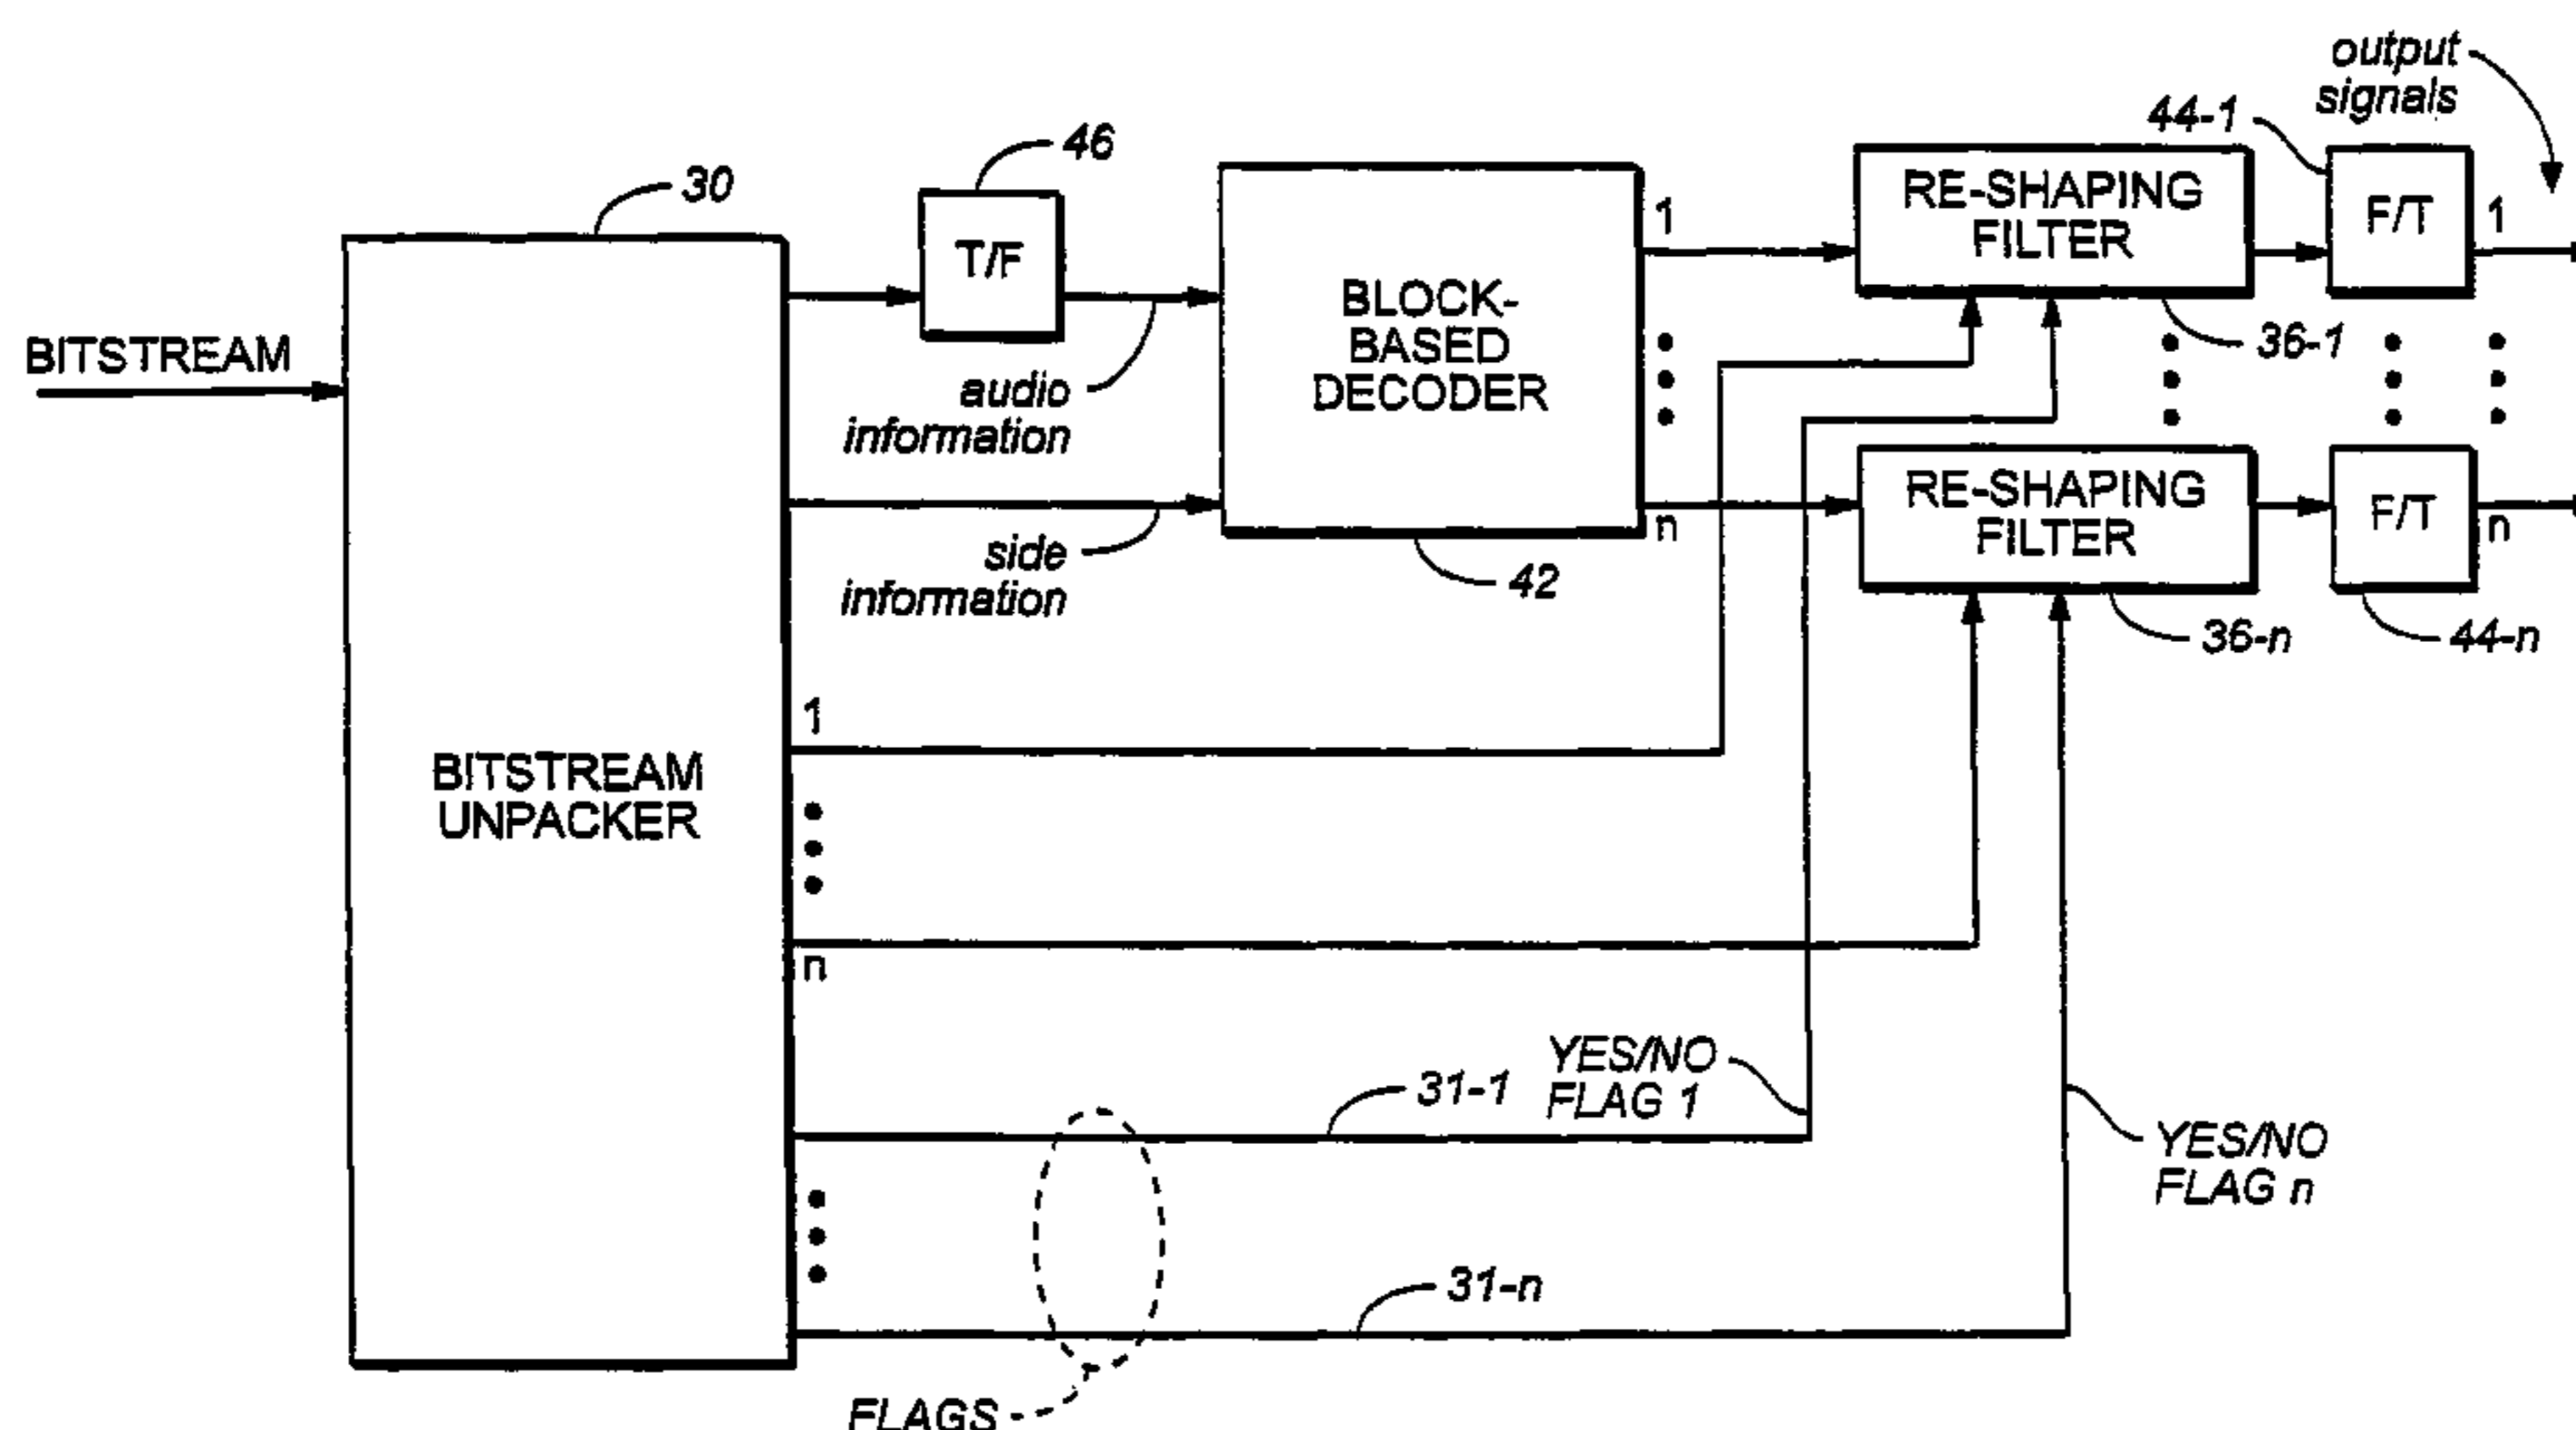 output
signals
44-1
46
30
RE-SHAPING
FILTER
F/T
1
T/F
1
BLOCK-
BASED
DECODER
BITSTREAM
audio
information
36-1
RE-SHAPING
FILTER
F/T
n
n
side
information
42
36-n
44-n
1
BITSTREAM
UNPACKER
n
YES/NO
FLAG 1
31-1
YES/NO
FLAG n
31-n
FLAGS